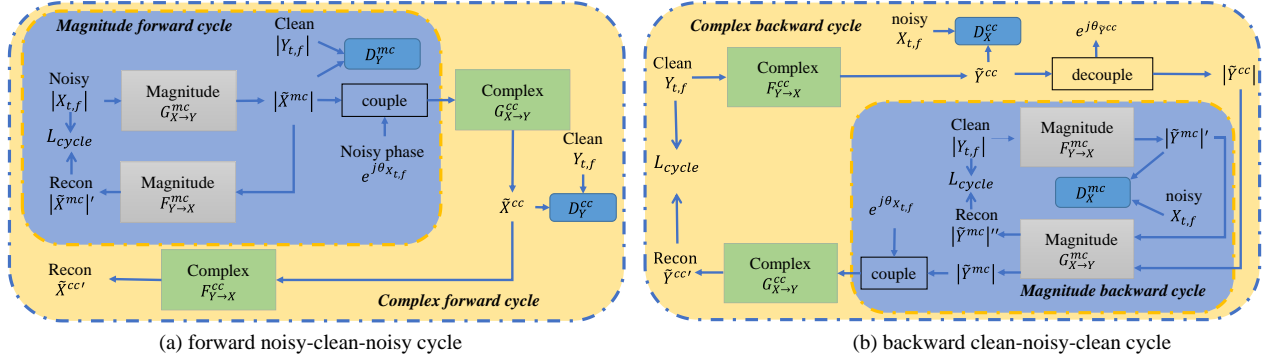 Magnitude forward cycle
Clean
|Y_{t,f}|
D_Y^{mc}
Noisy
|X_{t,f}|
Magnitude
G_{X→Y}^{mc}
|X̃^{mc}|
couple
Complex
G_{X→Y}^{cc}
L_{cycle}
Noisy phase
e^{jθ_{X_{t,f}}}
Clean
Y_{t,f}
Recon
|X̃^{mc}|'
Magnitude
F_{Y→X}^{mc}
X̃^{cc}
D_Y^{cc}
Recon
X̃^{cc'}
Complex
F_{Y→X}^{cc}
Complex forward cycle
(a) forward noisy-clean-noisy cycle
Complex backward cycle
noisy
X_{t,f}
D_X^{cc}
e^{jθ_{Ỹ^{cc}}}
Clean
Y_{t,f}
Complex
F_{Y→X}^{cc}
Ỹ^{cc}
decouple
|Ỹ^{cc}|
Clean
|Y_{t,f}|
Magnitude
F_{Y→X}^{mc}
|Ỹ^{mc}|'
L_{cycle}
L_{cycle}
D_X^{mc}
noisy
X_{t,f}
e^{jθ_{X_{t,f}}}
Recon
|Ỹ^{mc}|''
Magnitude
G_{X→Y}^{mc}
Recon
Ỹ^{cc'}
Complex
G_{X→Y}^{cc}
couple
|Ỹ^{mc}|
Magnitude backward cycle
(b) backward clean-noisy-clean cycle